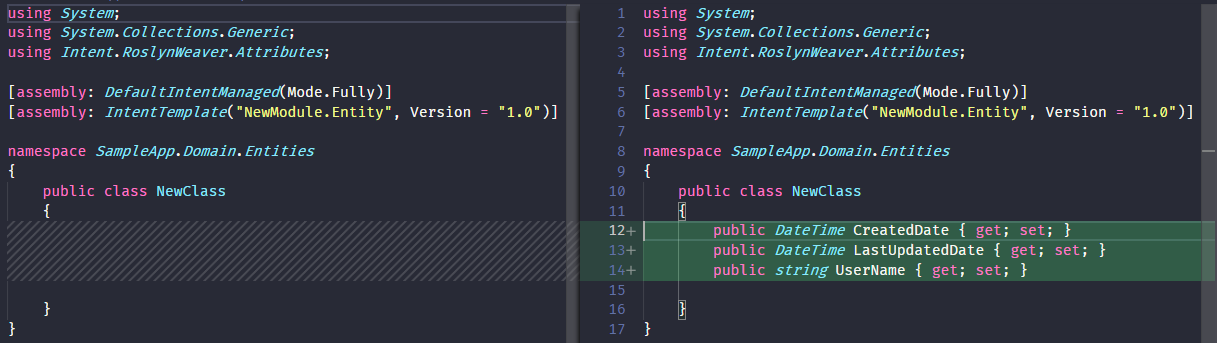 using System;
using System.Collections.Generic;
using Intent.RoslynWeaver.Attributes;

[assembly: DefaultIntentManaged(Mode.Fully)]
[assembly: IntentTemplate("NewModule.Entity", Version = "1.0")]

namespace SampleApp.Domain.Entities
{
    public class NewClass
    {

    }
}
1 using System;
2 using System.Collections.Generic;
3 using Intent.RoslynWeaver.Attributes;
4
5 [assembly: DefaultIntentManaged(Mode.Fully)]
6 [assembly: IntentTemplate("NewModule.Entity", Version = "1.0")]
7
8 namespace SampleApp.Domain.Entities
9 {
10     public class NewClass
11     {
12+         public DateTime CreatedDate { get; set; }
13+         public DateTime LastUpdatedDate { get; set; }
14+         public string UserName { get; set; }
15
16     }
17 }